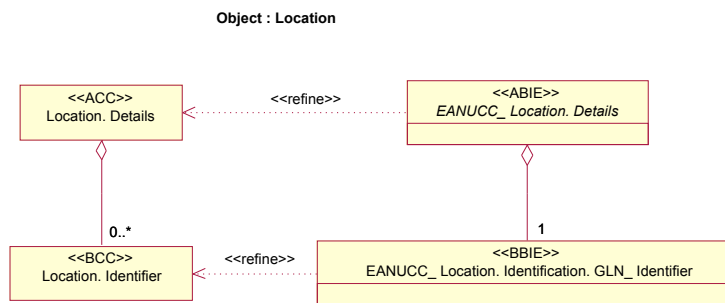 Object : Location
<<ACC>>
Location. Details
<<refine>>
<<ABIE>>
EANUCC_ Location. Details
0..*
1
<<BCC>>
Location. Identifier
<<refine>>
<<BBIE>>
EANUCC_ Location. Identification. GLN_ Identifier